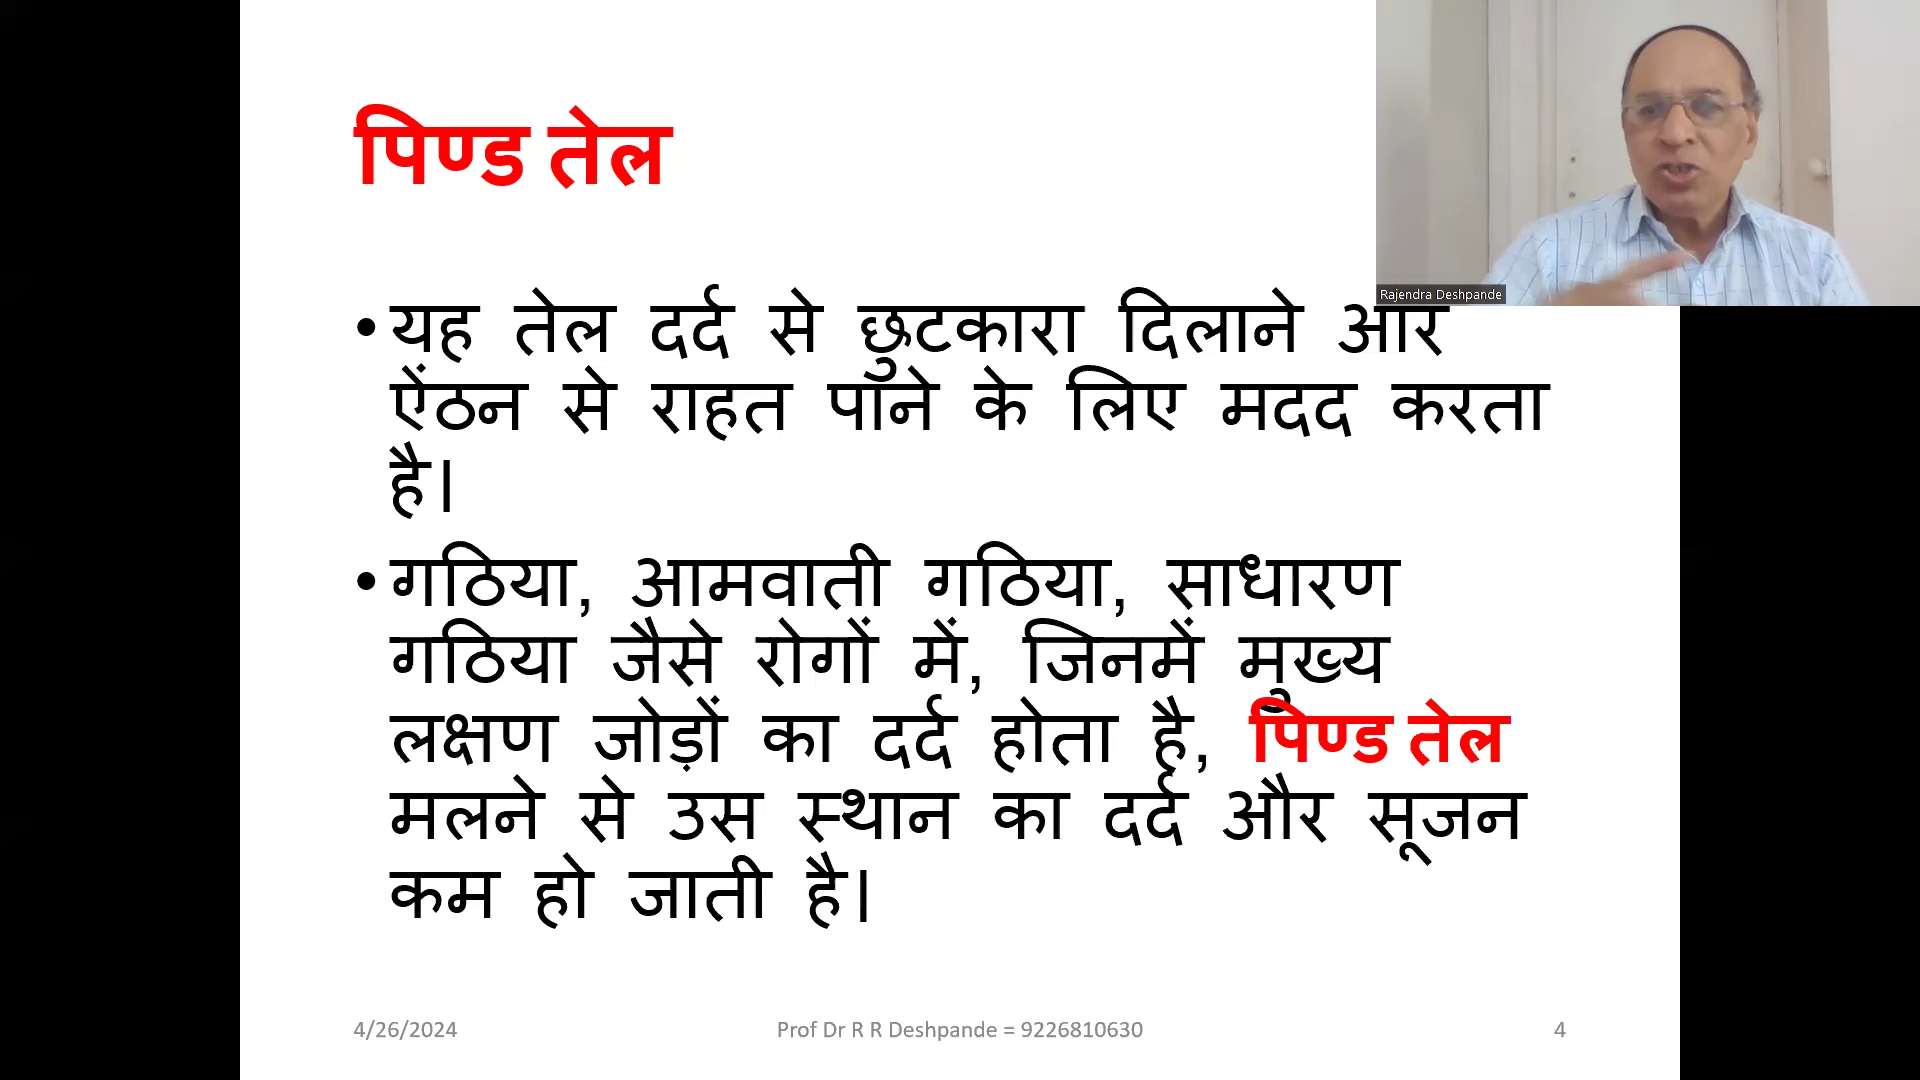 पिण्ड तेल
Rajendra Deshpande
•यह तेल दर्द से छुटकारा दिलाने और
ऐंठन से राहत पाने के लिए मदद करता
है।
•गठिया, आमवाती गठिया, साधारण
गठिया जैसे रोगों में, जिनमें मुख्य
लक्षण जोड़ों का दर्द होता है, पिण्ड तेल
मलने से उस स्थान का दर्द और सूजन
कम हो जाती है।
4/26/2024
Prof Dr R R Deshpande = 9226810630
4